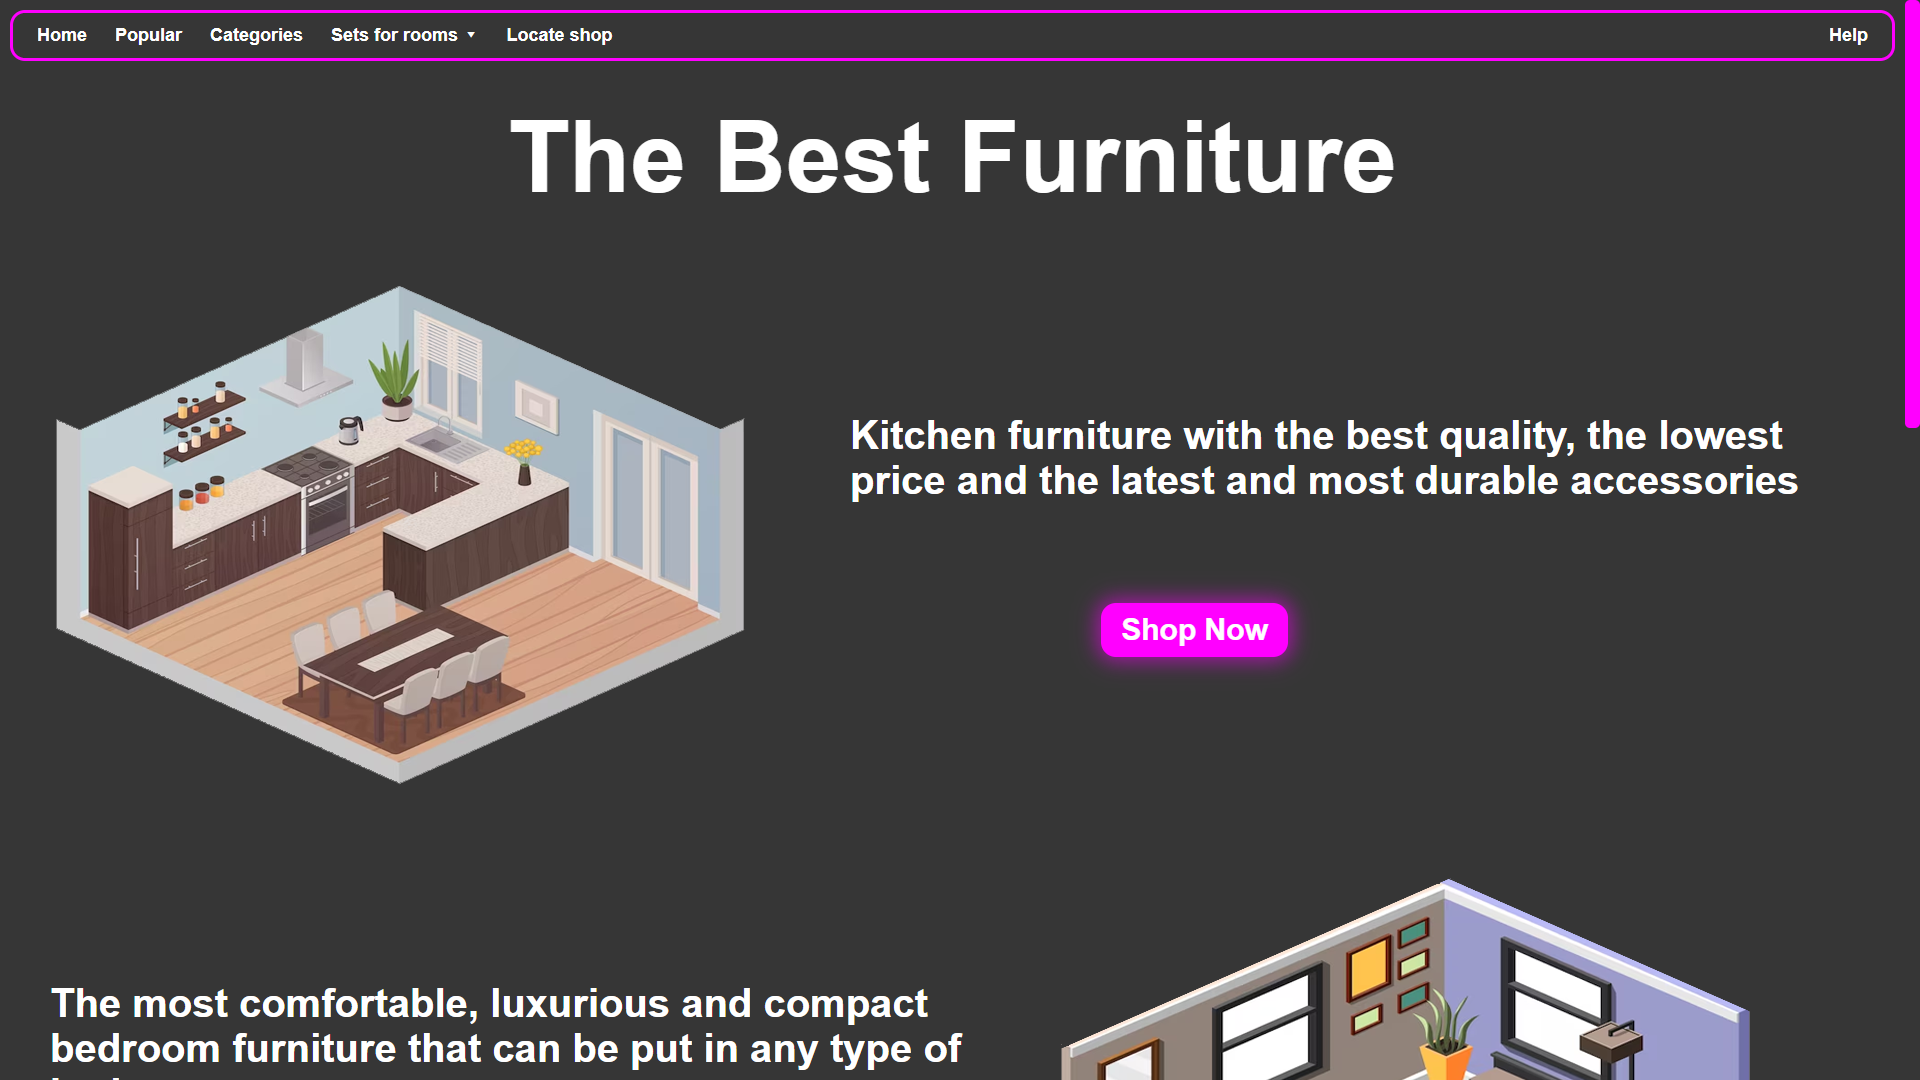 Home Popular Categories Sets for rooms Locate shop Help
The Best Furniture
Kitchen furniture with the best quality, the lowest
price and the latest and most durable accessories
Shop Now
The most comfortable, luxurious and compact
bedroom furniture that can be put in any type of